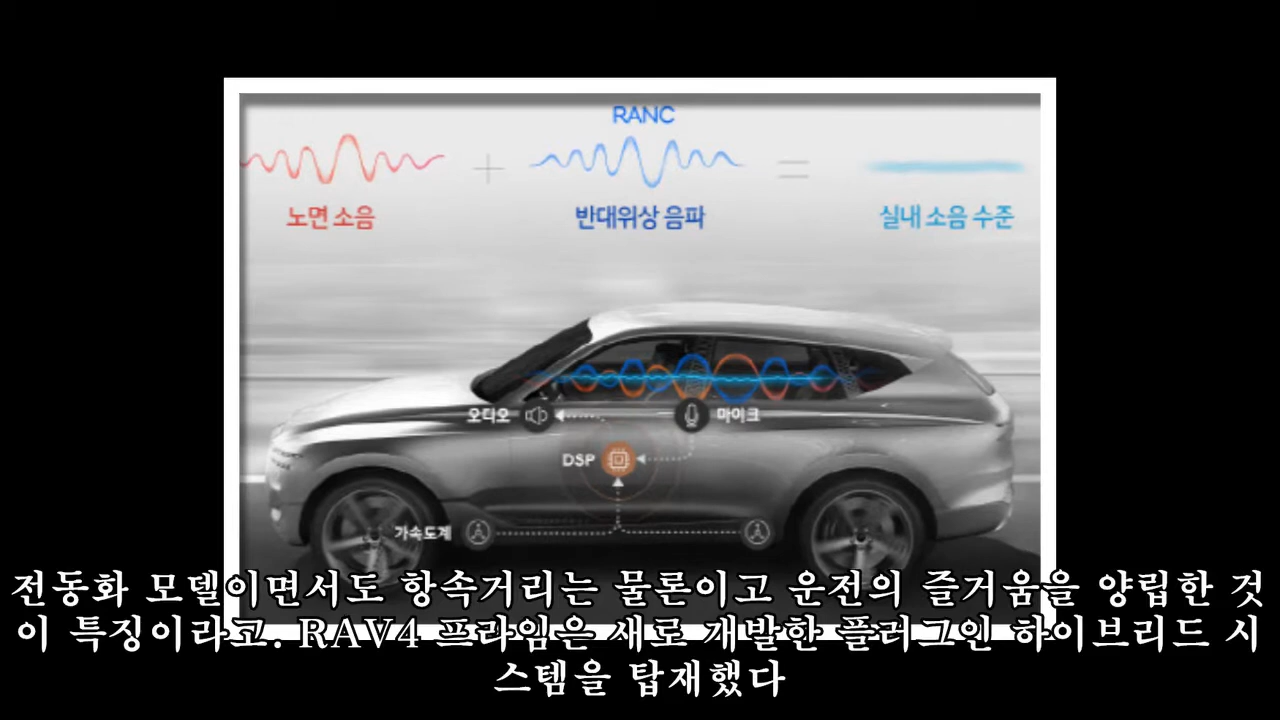 RANC
노면 소음
반대위상 음파
실내 소음 수준
오디오
마이크
DSP
가속도계
전동화 모델이면서도 항속거리는 물론이고 운전의 즐거움을 양립한 것
이 특징이라고. RAV4 프라임은 새로 개발한 플러그인 하이브리드 시
스템을 탑재했다